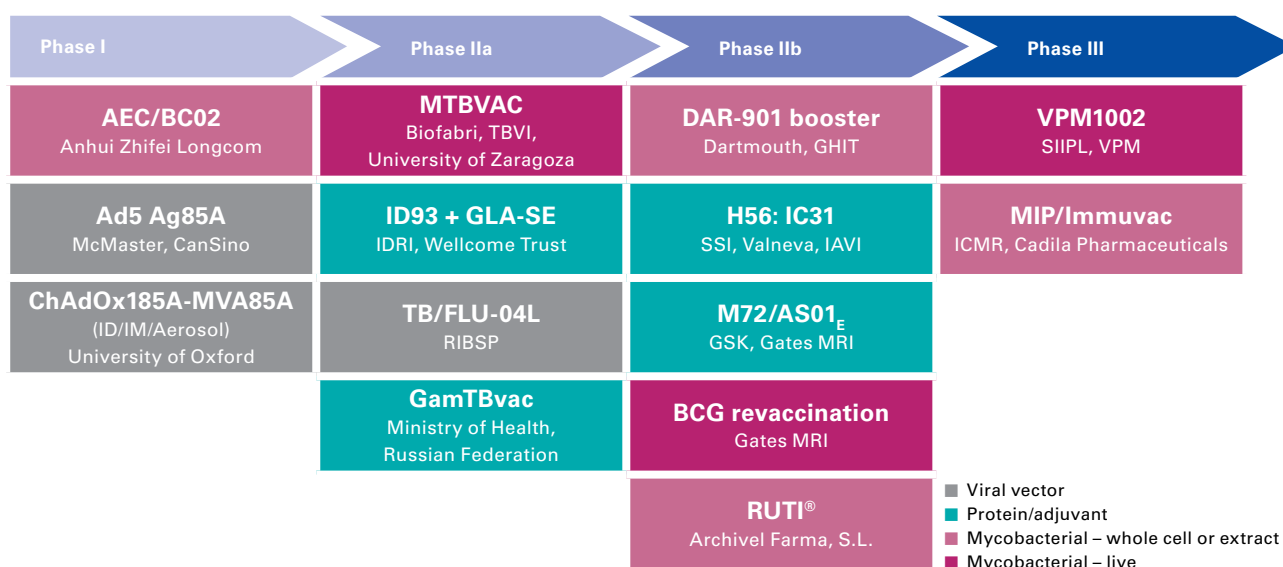 Phase I
Phase IIa
Phase IIb
Phase III
AEC/BC02
Anhui Zhifei Longcom
MTBVAC
Biofabri, TBVI,
University of Zaragoza
DAR-901 booster
Dartmouth, GHIT
VPM1002
SIIPL, VPM
Ad5 Ag85A
McMaster, CanSino
ID93 + GLA-SE
IDRI, Wellcome Trust
H56: IC31
SSI, Valneva, IAVI
MIP/Immuvac
ICMR, Cadila Pharmaceuticals
ChAdOx185A-MVA85A
(ID/IM/Aerosol)
University of Oxford
TB/FLU-04L
RIBSP
M72/AS01E
GSK, Gates MRI
GamTBvac
Ministry of Health,
Russian Federation
BCG revaccination
Gates MRI
RUTI®
Archivel Farma, S.L.
Viral vector
Protein/adjuvant
Mycobacterial – whole cell or extract
Mycobacterial – live